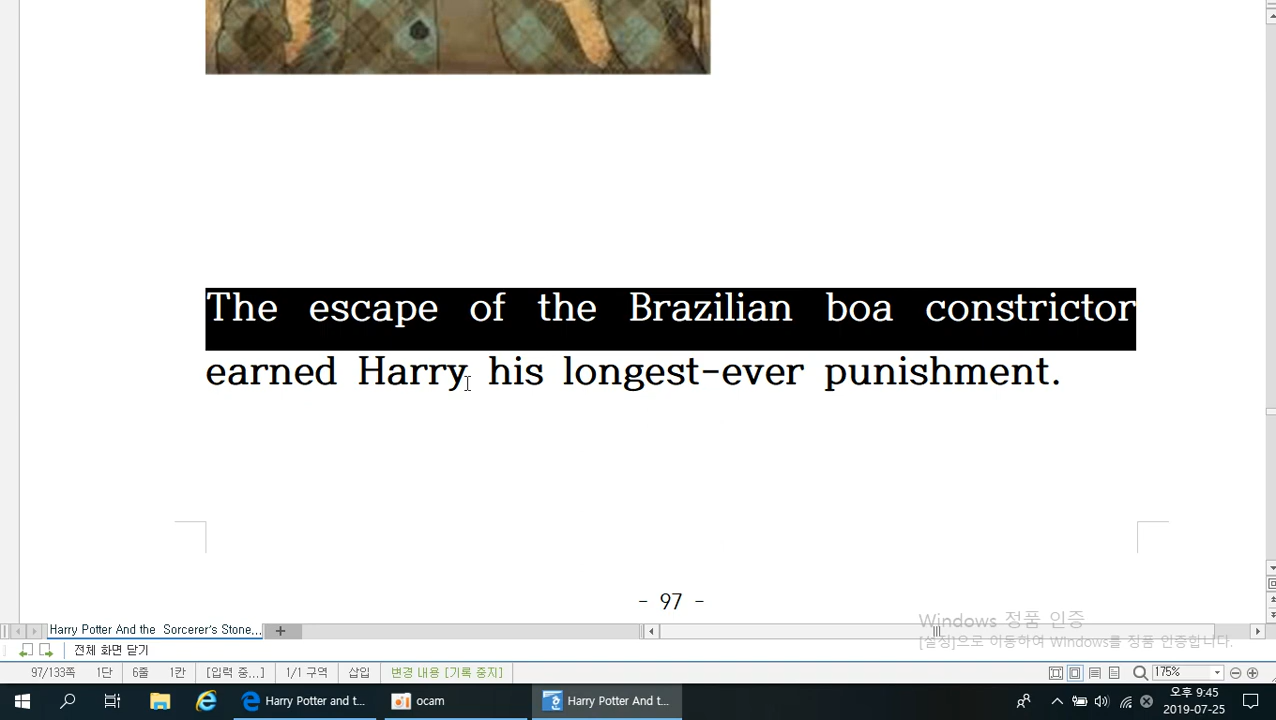 The escape of the Brazilian boa constrictor
earned Harry his longest-ever punishment.
- 97 -
Windows 정품 인증
[설정]으로 이동하여 Windows를 정품 인증합니다.
Harry Potter And the Sorcerer's Stone...
전체 화면 닫기
97/133쪽 1단 6줄 1칸 [입력 중...] 1/1 구역 삽입 변경 내용 [기록 중지] 175%
Harry Potter and t... ocam Harry Potter And t... 오후 9:45
2019-07-25